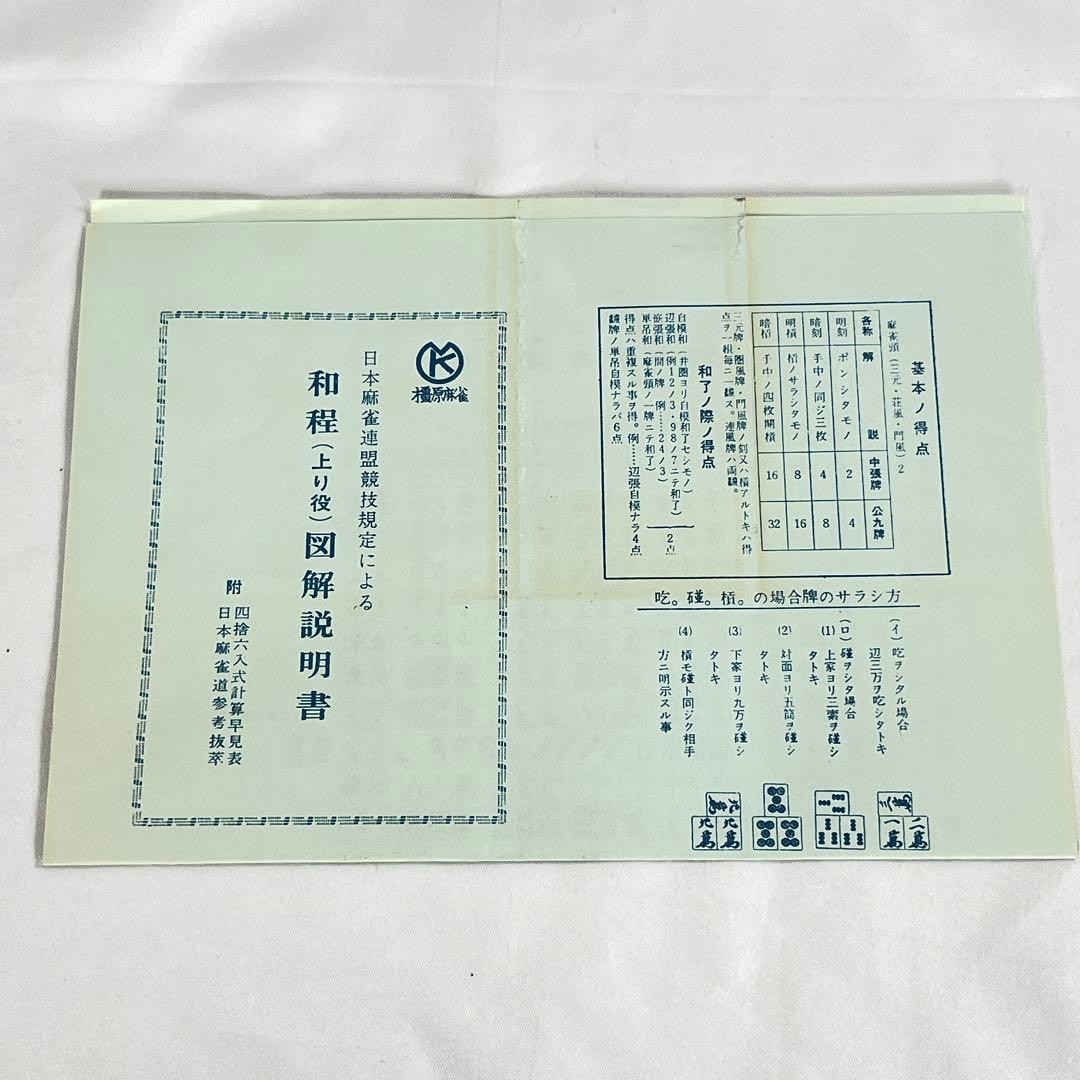 基本ノ得点
麻雀頭(三元・荘風・門風)2
各称 解説 中張牌 公九牌
明刻 ポンシタモノ 2 4
暗刻 手中ノ同ジ三枚 4 8
明槓 槓ノサラシタモノ 8 16
暗槓 手中ノ四枚開槓 16 32
三元牌・圏風牌・門風牌ノ刻又ハ槓アルトキハ得
点ヲ一組毎ニ一飜ス。連風牌ハ両飜。
和了ノ際ノ得点
自模和(井圏ヨリ自模和了セシモノ)
辺張和(例12ノ3・98ノ7ニテ和了)
嵌張和(間ノ牌 例……24ノ3)
単吊和(麻雀頭ノ一牌ニテ和了)
2点
得点ハ重複スル事ヲ得。例……辺張自模ナラ4点
飜牌ノ単吊自模ナラバ6点
吃。碰。槓。の場合牌のサラシ方
(イ) 吃ヲシタル場合
辺三万ヲ吃シタトキ
(ロ) 碰ヲシタ場合
(1) 上家ヨリ三索ヲ碰シ
タトキ
(2) 対面ヨリ五筒ヲ碰シ
タトキ
(3) 下家ヨリ九万ヲ碰シ
タトキ
(4) 槓モ碰ト同ジク相手
方ニ明示スル事
三萬
一萬 二萬
九萬
九萬 九萬
K
橿原麻雀
日本麻雀連盟競技規定による
和程(上り役)図解説明書
附 四捨六入式計算早見表
日本麻雀道参考抜萃